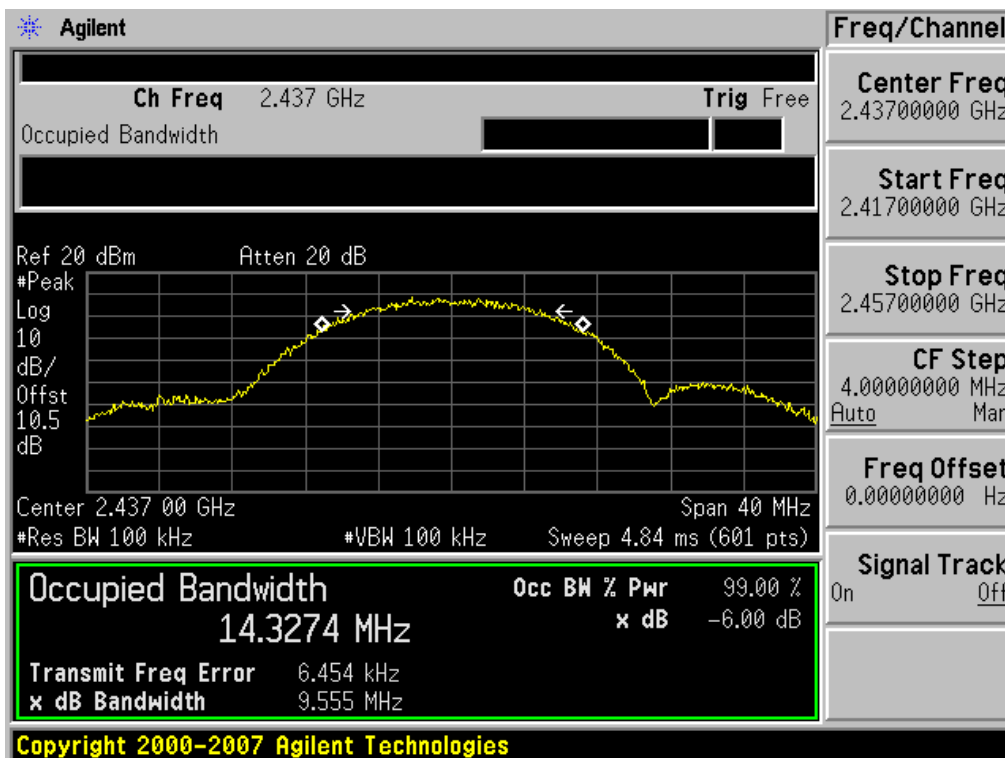 Agilent
Ch Freq 2.437 GHz Trig Free
Occupied Bandwidth
Ref 20 dBm Atten 20 dB
#Peak
Log
10
dB/
Offst
10.5
dB
Center 2.437 00 GHz Span 40 MHz
#Res BW 100 kHz #VBW 100 kHz Sweep 4.84 ms (601 pts)
Occupied Bandwidth
14.3274 MHz
Occ BW % Pwr 99.00 %
x dB -6.00 dB
Transmit Freq Error 6.454 kHz
x dB Bandwidth 9.555 MHz
Copyright 2000-2007 Agilent Technologies
Freq/Channel
Center Freq
2.43700000 GHz
Start Freq
2.41700000 GHz
Stop Freq
2.45700000 GHz
CF Step
4.00000000 MHz
Auto Man
Freq Offset
0.00000000 Hz
Signal Track
On Off